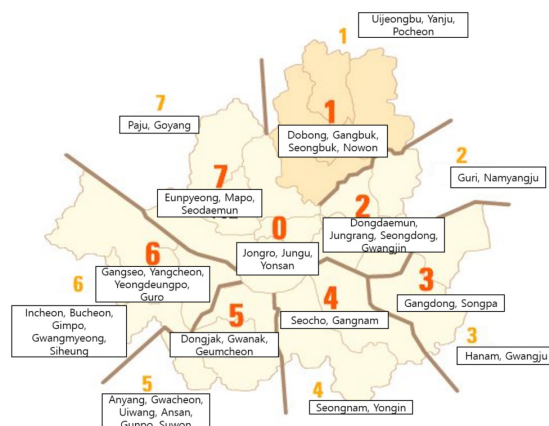 Uijeongbu, Yanju,
Pocheon
1
7
Paju, Goyang
1
Dobong, Gangbuk,
Seongbuk, Nowon
2
Guri, Namyangju
7
Eunpyeong, Mapo,
Seodaemun
2
Dongdaemun,
Jungrang, Seongdong,
Gwangjin
0
Jongro, Jungu,
Yonsan
6
Gangseo, Yangcheon,
Yeongdeungpo,
Guro
3
Gangdong, Songpa
6
Incheon, Bucheon,
Gimpo,
Gwangmyeong,
Siheung
4
Seocho, Gangnam
5
Dongjak, Gwanak,
Geumcheon
3
Hanam, Gwangju
5
Anyang, Gwacheon,
Uiwang, Ansan,
Gunpo, Suwon
4
Seongnam, Yongin